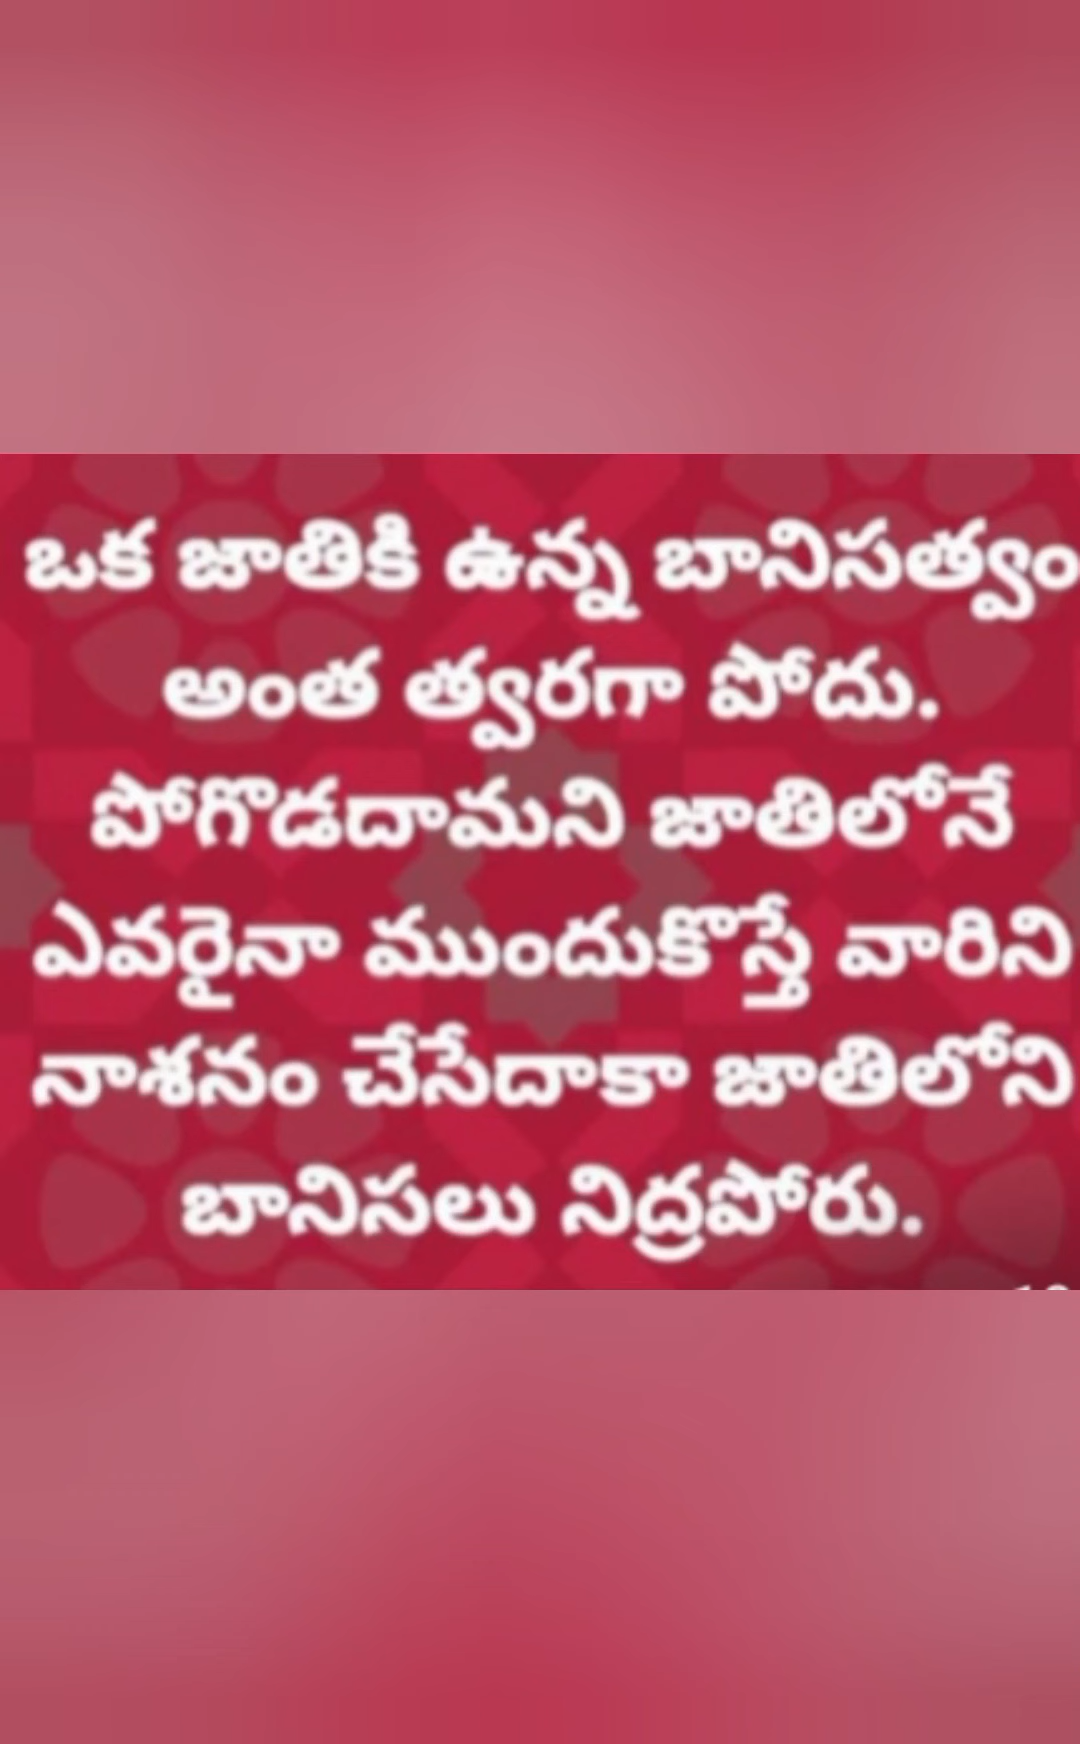 ఒక జాతికి ఉన్న బానిసత్వం
అంత త్వరగా పోదు.
పోగొడదామని జాతిలోనే
ఎవరైనా ముందుకొస్తే వారిని
నాశనం చేసేదాకా జాతిలోని
బానిసలు నిద్రపోరు.